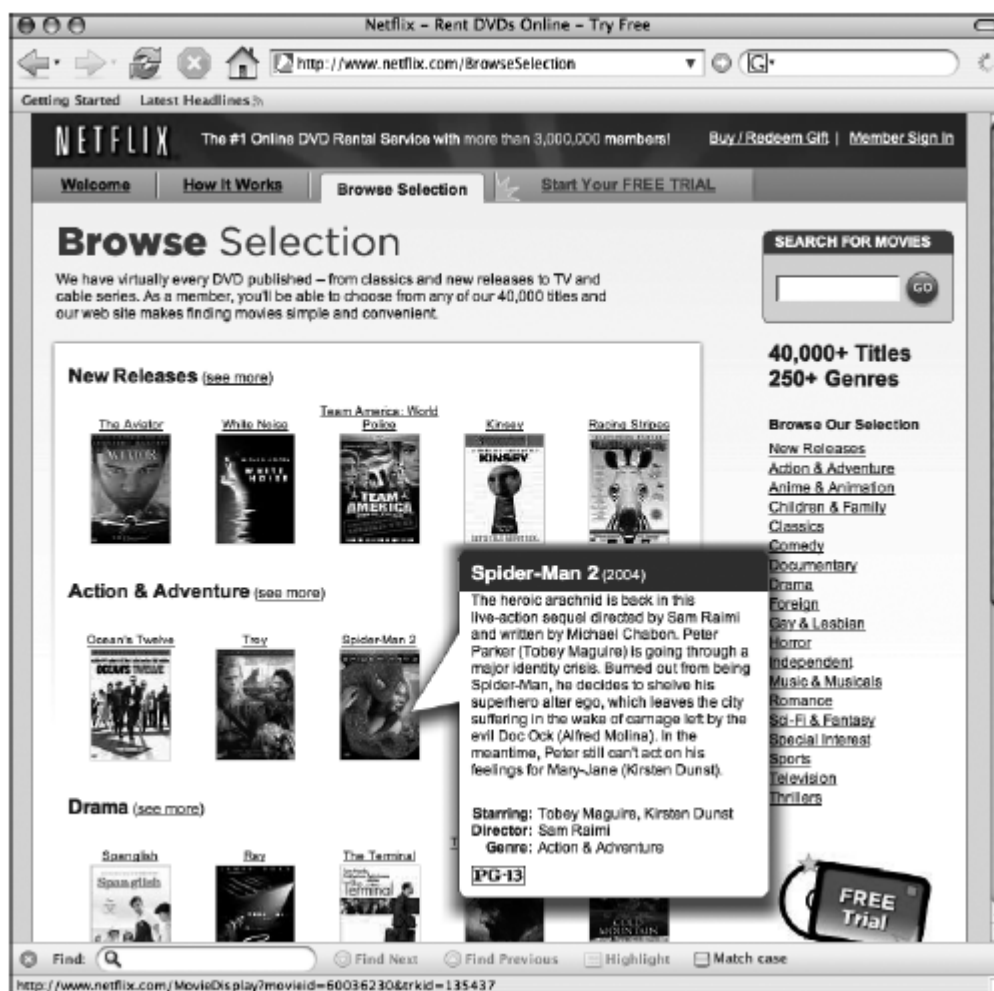 Netflix – Rent DVDs Online – Try Free
http://www.netflix.com/BrowseSelection
G
Getting Started Latest Headlines
NETFLIX The #1 Online DVD Rental Service with more than 3,000,000 members! Buy / Redeem Gift | Member Sign In
Welcome How It Works Browse Selection Start Your FREE TRIAL
Browse Selection
We have virtually every DVD published – from classics and new releases to TV and
cable series. As a member, you'll be able to choose from any of our 40,000 titles and
our web site makes finding movies simple and convenient.
SEARCH FOR MOVIES
GO
40,000+ Titles
250+ Genres
Browse Our Selection
New Releases
Action & Adventure
Anime & Animation
Children & Family
Classics
Comedy
Documentary
Drama
Foreign
Gay & Lesbian
Horror
Independent
Music & Musicals
Romance
Sci-Fi & Fantasy
Special Interest
Sports
Television
Thrillers
New Releases (see more)
The Aviator
White Noise
Team America: World
Police
Kinsey
Racing Stripes
AVIATOR
WHITE
NOISE
TEAM
AMERICA
KINSEY
Action & Adventure (see more)
Ocean's Twelve
Troy
Spider-Man 2
OCEAN'S TWELVE
Spider-Man 2 (2004)
The heroic arachnid is back in this
live-action sequel directed by Sam Raimi
and written by Michael Chabon. Peter
Parker (Tobey Maguire) is going through a
major identity crisis. Burned out from being
Spider-Man, he decides to shelve his
superhero alter ego, which leaves the city
suffering in the wake of carnage left by the
evil Doc Ock (Alfred Molina). In the
meantime, Peter still can't act on his
feelings for Mary-Jane (Kirsten Dunst).
Starring: Tobey Maguire, Kirsten Dunst
Director: Sam Raimi
Genre: Action & Adventure
PG-13
Drama (see more)
Spanglish
Ray
The Terminal
Spanglish
Terminal
COLD
MOUNTAIN
FREE
Trial
Find: Find Next Find Previous Highlight Match case
http://www.netflix.com/MovieDisplay?movieid=60036230&trkid=135437